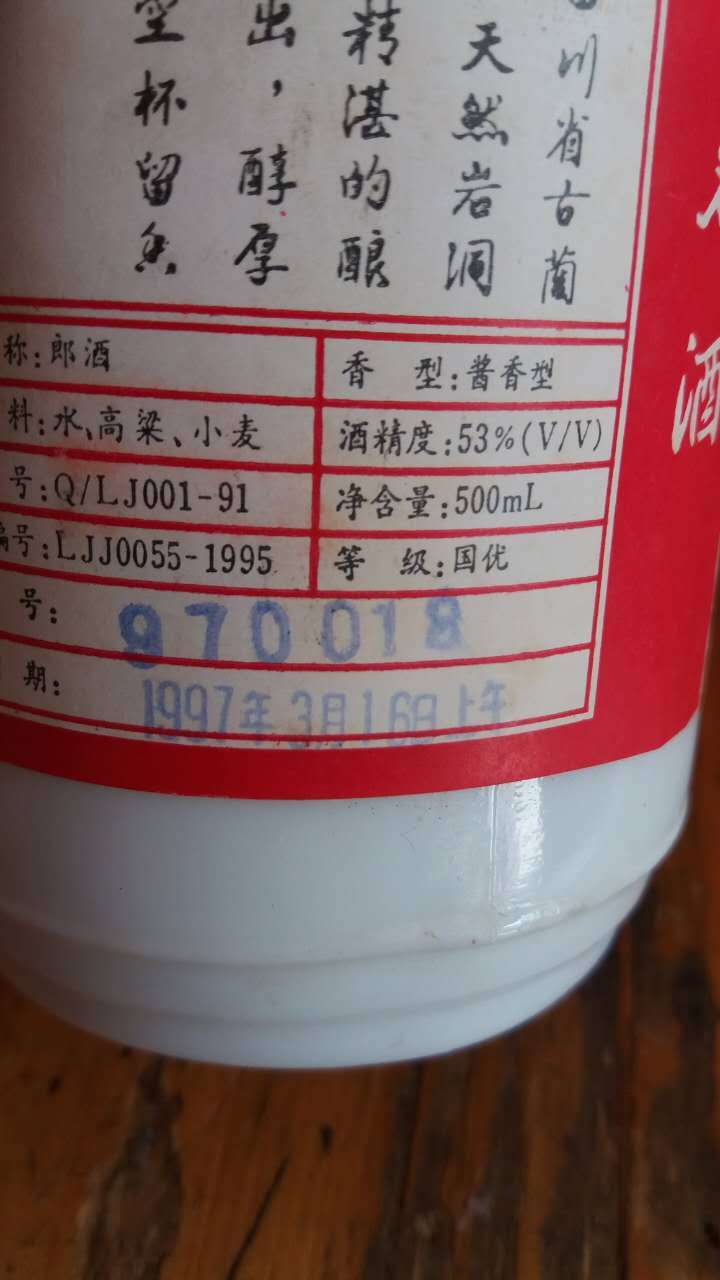 川省古蔺
天然岩洞
精湛的酿
出，醇厚
空杯留香
称：郎酒
香 型：酱香型
料：水、高粱、小麦
酒精度：53%(V/V)
号：Q/LJ001-91
净含量：500mL
编号：LJJ0055-1995
等 级：国优
号：970018
期：1997年3月16日上午
酒